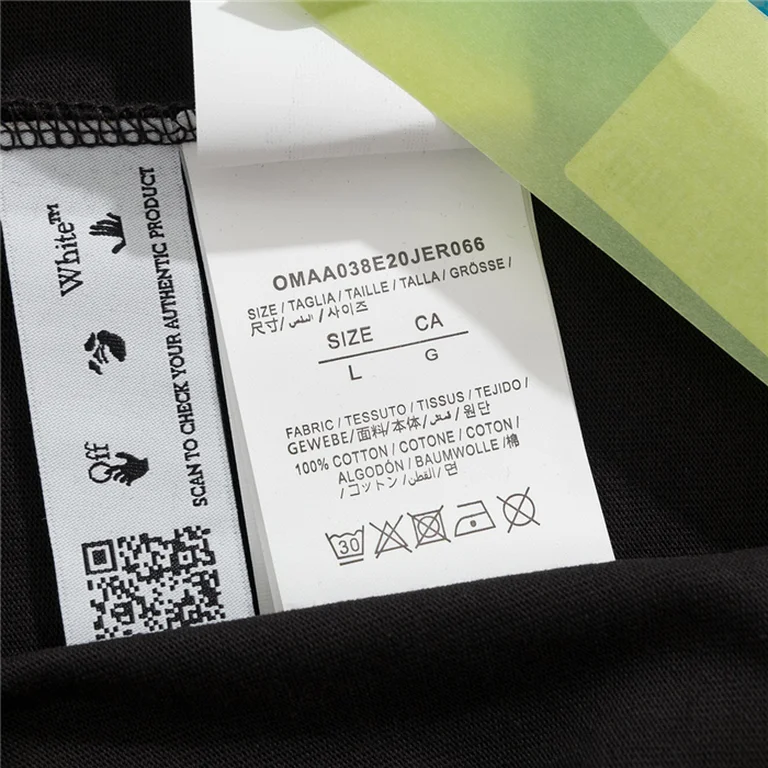 Off White™
SCAN TO CHECK YOUR AUTHENTIC PRODUCT
OMAA038E20JER066
SIZE / TAGLIA / TAILLE / TALLA / GRÖSSE /
尺寸/ المقاس / 사이즈
SIZE CA
L G
FABRIC / TESSUTO / TISSUS / TEJIDO /
GEWEBE/面料/本体/ قماش / 원단
100% COTTON / COTONE / COTON /
ALGODÓN / BAUMWOLLE /棉
/コットン/ القطن / 면
30